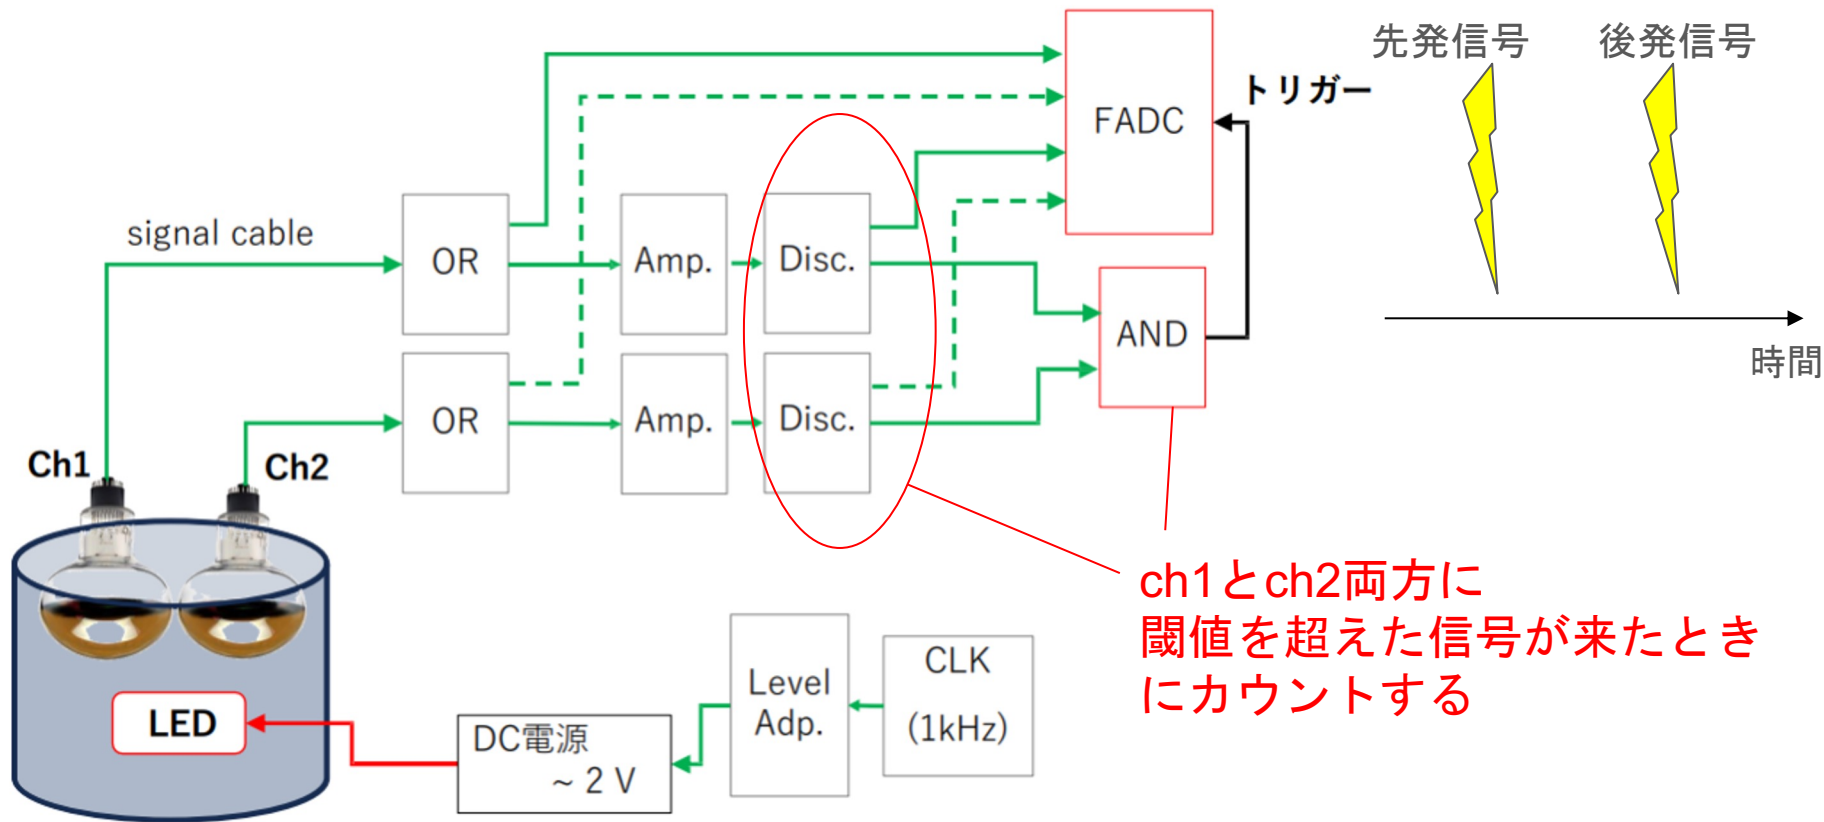 先発信号
後発信号
トリガー
FADC
signal cable
OR
Amp.
Disc.
AND
時間
OR
Amp.
Disc.
Ch1
Ch2
ch1とch2両方に
閾値を超えた信号が来たとき
にカウントする
LED
DC電源
~ 2 V
Level
Adp.
CLK
(1kHz)